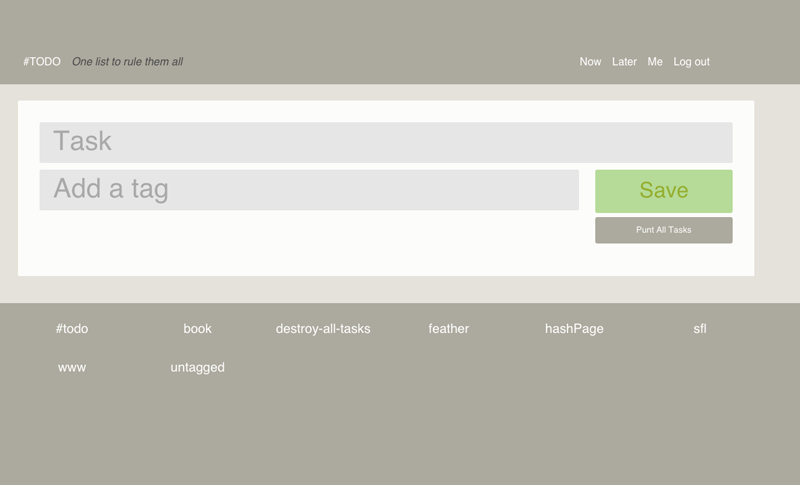 #TODO One list to rule them all Now Later Me Log out
Task
Add a tag Save
Punt All Tasks
#todo book destroy-all-tasks feather hashPage sfl
www untagged